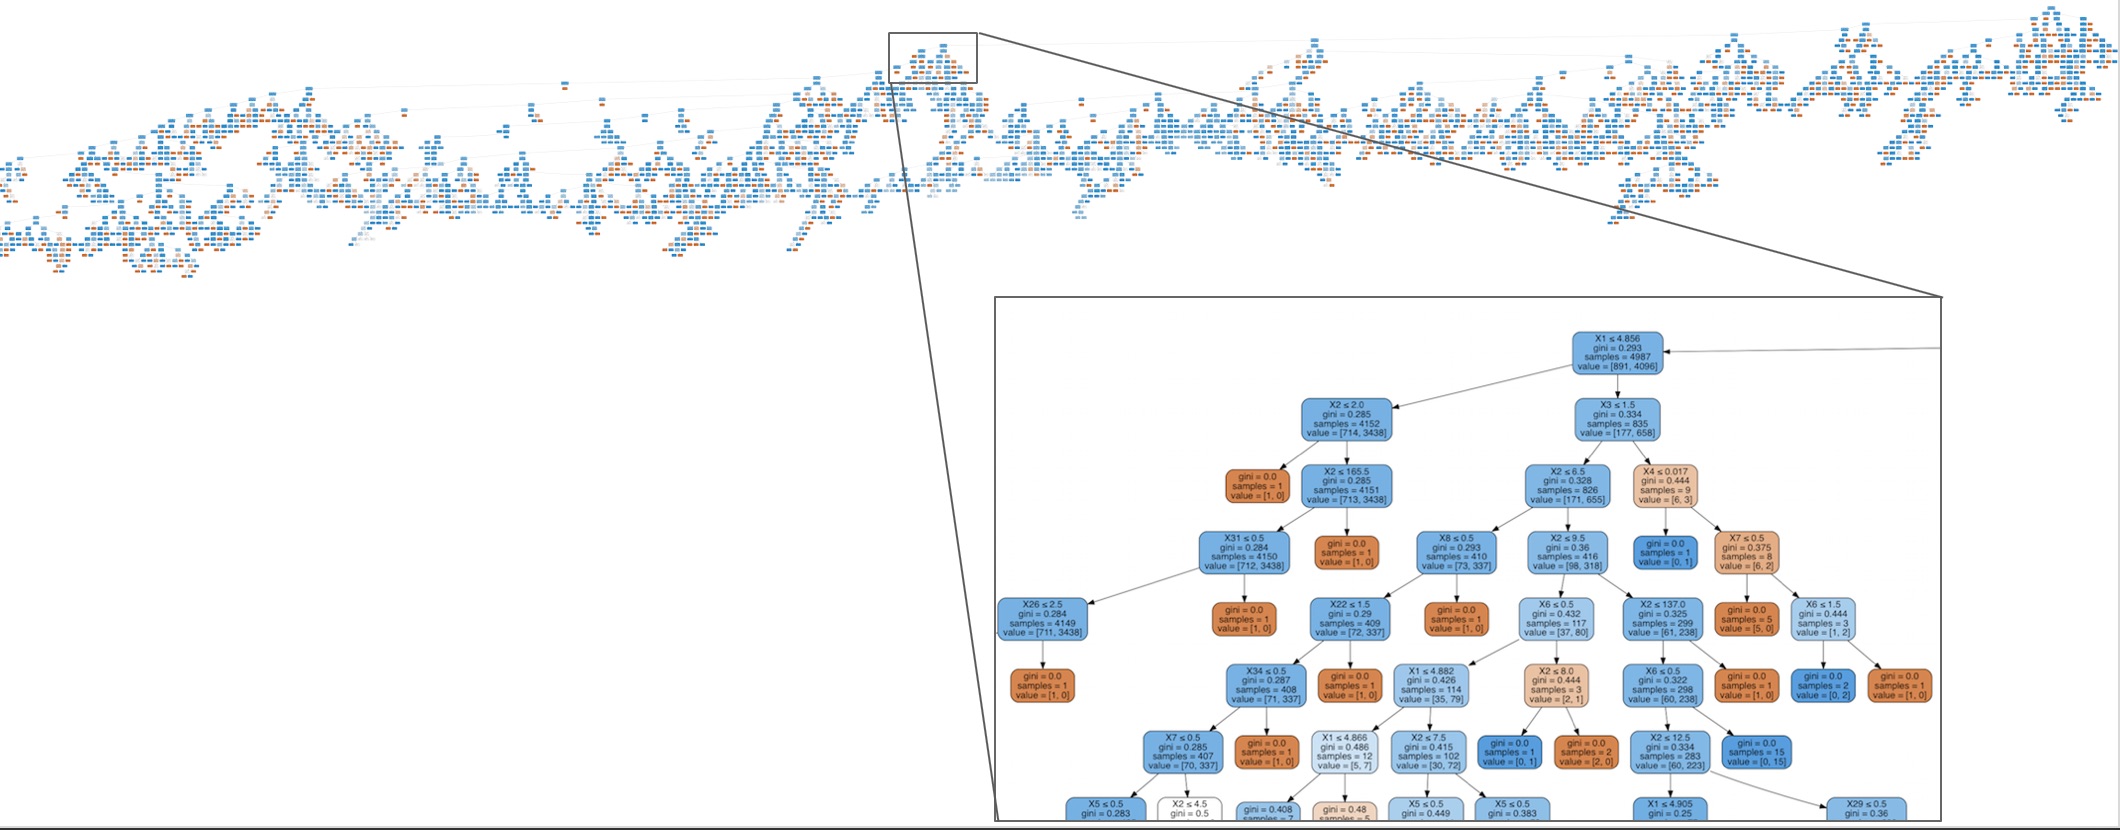 X1 ≤ 4.856
gini = 0.293
samples = 4987
value = [891, 4096]
X2 ≤ 2.0
gini = 0.285
samples = 4152
value = [714, 3438]
X3 ≤ 1.5
gini = 0.334
samples = 835
value = [177, 658]
gini = 0.0
samples = 1
value = [1, 0]
X2 ≤ 165.5
gini = 0.285
samples = 4151
value = [713, 3438]
X2 ≤ 6.5
gini = 0.328
samples = 826
value = [171, 655]
X4 ≤ 0.017
gini = 0.444
samples = 9
value = [6, 3]
X31 ≤ 0.5
gini = 0.284
samples = 4150
value = [712, 3438]
gini = 0.0
samples = 1
value = [1, 0]
X8 ≤ 0.5
gini = 0.293
samples = 410
value = [73, 337]
X2 ≤ 9.5
gini = 0.36
samples = 416
value = [98, 318]
gini = 0.0
samples = 1
value = [0, 1]
X7 ≤ 0.5
gini = 0.375
samples = 8
value = [6, 2]
X26 ≤ 2.5
gini = 0.284
samples = 4149
value = [711, 3438]
gini = 0.0
samples = 1
value = [1, 0]
X22 ≤ 1.5
gini = 0.29
samples = 409
value = [72, 337]
gini = 0.0
samples = 1
value = [1, 0]
X6 ≤ 0.5
gini = 0.432
samples = 117
value = [37, 80]
X2 ≤ 137.0
gini = 0.325
samples = 299
value = [61, 238]
gini = 0.0
samples = 5
value = [5, 0]
X6 ≤ 1.5
gini = 0.444
samples = 3
value = [1, 2]
gini = 0.0
samples = 1
value = [1, 0]
X34 ≤ 0.5
gini = 0.287
samples = 408
value = [71, 337]
gini = 0.0
samples = 1
value = [1, 0]
X1 ≤ 4.882
gini = 0.426
samples = 114
value = [35, 79]
X2 ≤ 8.0
gini = 0.444
samples = 3
value = [2, 1]
X6 ≤ 0.5
gini = 0.322
samples = 298
value = [60, 238]
gini = 0.0
samples = 1
value = [1, 0]
gini = 0.0
samples = 2
value = [0, 2]
gini = 0.0
samples = 1
value = [1, 0]
X7 ≤ 0.5
gini = 0.285
samples = 407
value = [70, 337]
gini = 0.0
samples = 1
value = [1, 0]
X1 ≤ 4.866
gini = 0.486
samples = 12
value = [5, 7]
X2 ≤ 7.5
gini = 0.415
samples = 102
value = [30, 72]
gini = 0.0
samples = 1
value = [0, 1]
gini = 0.0
samples = 2
value = [2, 0]
X2 ≤ 12.5
gini = 0.334
samples = 283
value = [60, 223]
gini = 0.0
samples = 15
value = [0, 15]
X5 ≤ 0.5
gini = 0.283
X2 ≤ 4.5
gini = 0.5
gini = 0.408
samples = 7
gini = 0.48
samples = 5
X5 ≤ 0.5
gini = 0.449
X5 ≤ 0.5
gini = 0.383
X1 ≤ 4.905
gini = 0.25
X29 ≤ 0.5
gini = 0.36